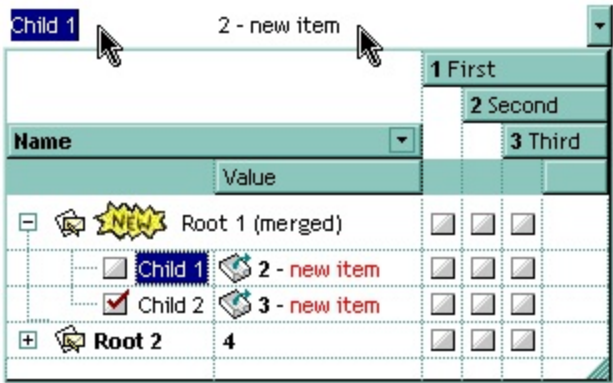 Child 1 2 - new item
1 First
2 Second
Name 3 Third
Value
NEW Root 1 (merged)
Child 1 2 - new item
Child 2 3 - new item
Root 2 4